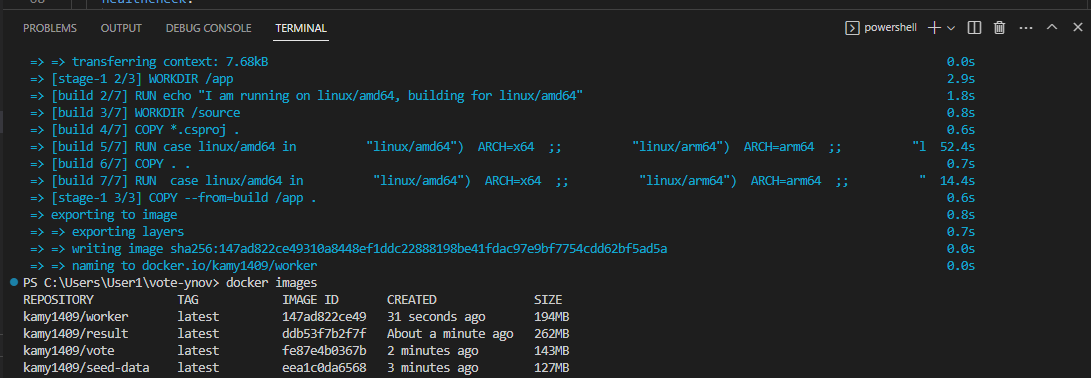 healthcheck:
PROBLEMS OUTPUT DEBUG CONSOLE TERMINAL powershell
=> => transferring context: 7.68kB 0.0s
=> [stage-1 2/3] WORKDIR /app 2.9s
=> [build 2/7] RUN echo "I am running on linux/amd64, building for linux/amd64" 1.8s
=> [build 3/7] WORKDIR /source 0.8s
=> [build 4/7] COPY *.csproj . 0.6s
=> [build 5/7] RUN case linux/amd64 in "linux/amd64") ARCH=x64 ;; "linux/arm64") ARCH=arm64 ;; "l 52.4s
=> [build 6/7] COPY . . 0.7s
=> [build 7/7] RUN case linux/amd64 in "linux/amd64") ARCH=x64 ;; "linux/arm64") ARCH=arm64 ;; " 14.4s
=> [stage-1 3/3] COPY --from=build /app . 0.6s
=> exporting to image 0.8s
=> => exporting layers 0.7s
=> => writing image sha256:147ad822ce49310a8448ef1ddc22888198be41fdac97e9bf7754cdd62bf5ad5a 0.0s
=> => naming to docker.io/kamy1409/worker 0.0s
PS C:\Users\User1\vote-ynov> docker images
REPOSITORY TAG IMAGE ID CREATED SIZE
kamy1409/worker latest 147ad822ce49 31 seconds ago 194MB
kamy1409/result latest ddb53f7b2f7f About a minute ago 262MB
kamy1409/vote latest fe87e4b0367b 2 minutes ago 143MB
kamy1409/seed-data latest eea1c0da6568 3 minutes ago 127MB